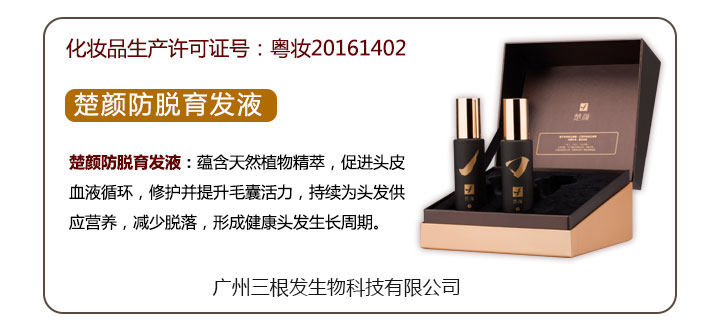 化妆品生产许可证号：粤妆20161402
楚颜防脱育发液
楚颜防脱育发液：蕴含天然植物精萃，促进头皮
血液循环，修护并提升毛囊活力，持续为头发供
应营养，减少脱落，形成健康头发生长周期。
楚颜
广州三根发生物科技有限公司